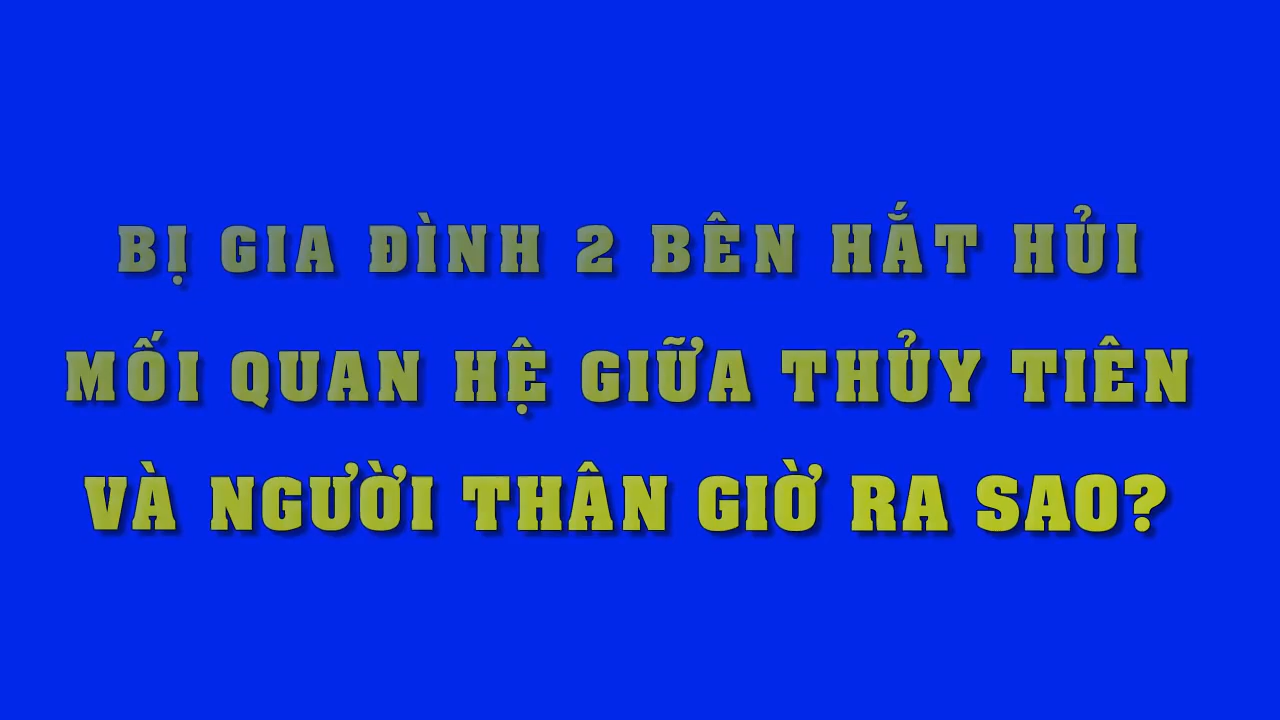 BỊ GIA ĐÌNH 2 BÊN HẮT HỦI
MỐI QUAN HỆ GIỮA THỦY TIÊN
VÀ NGƯỜI THÂN GIỜ RA SAO?